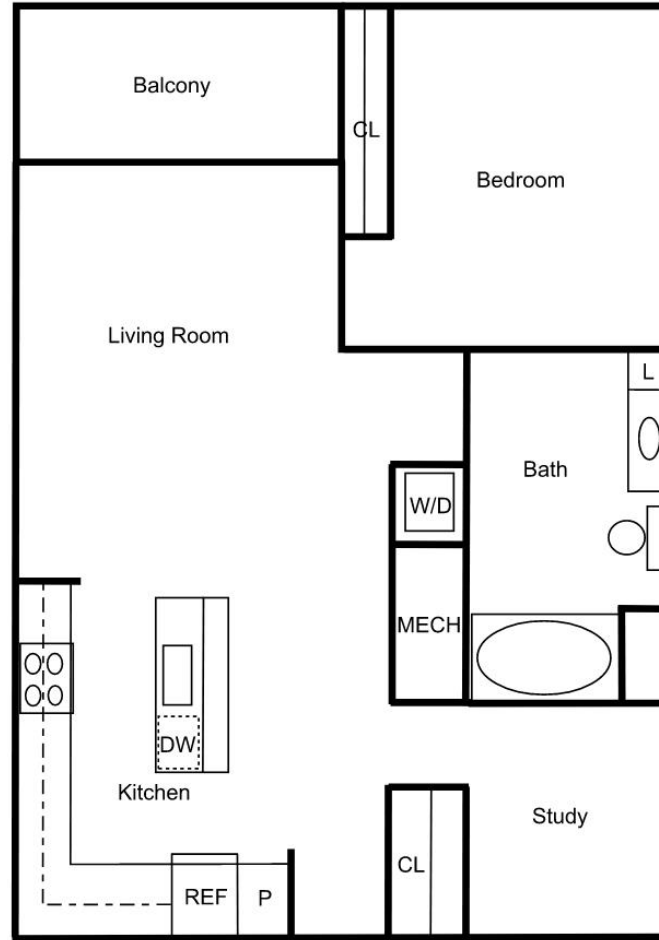 Balcony
CL
Bedroom
Living Room
L
Bath
W/D
MECH
DW
Kitchen
Study
CL
REF
P